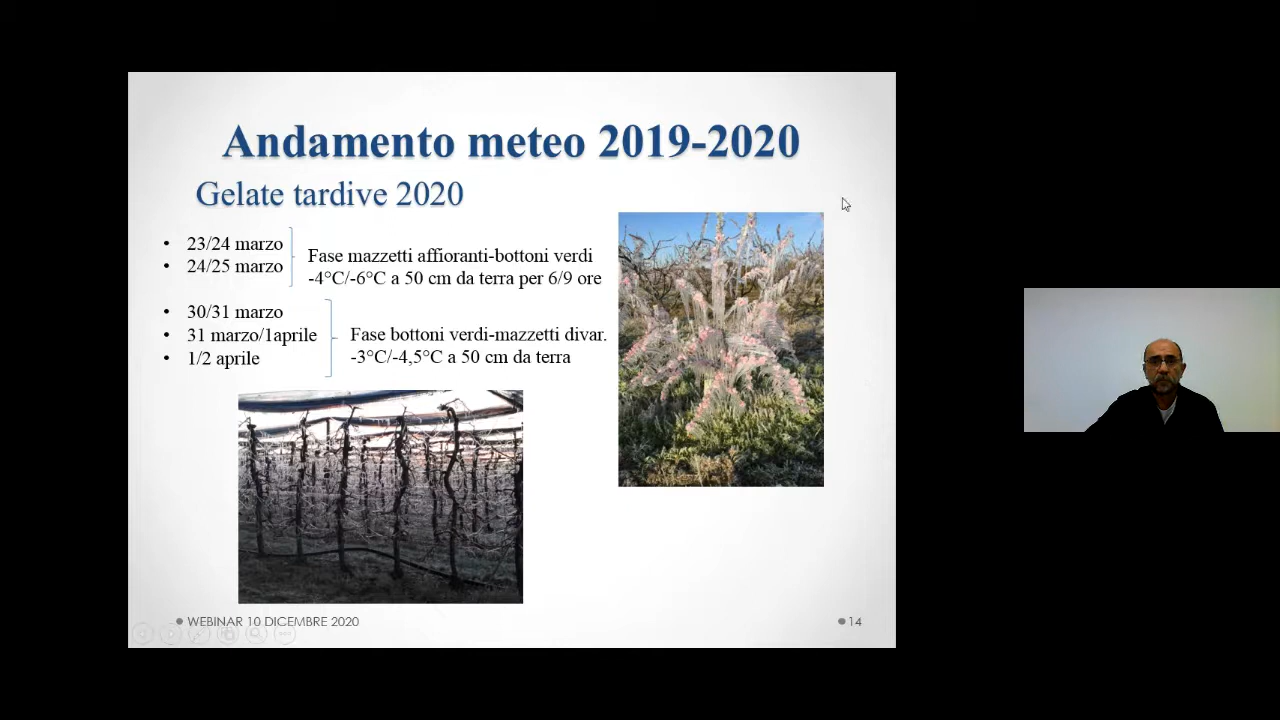 Andamento meteo 2019-2020
Gelate tardive 2020
• 23/24 marzo
• 24/25 marzo
Fase mazzetti affioranti-bottoni verdi
-4°C/-6°C a 50 cm da terra per 6/9 ore
• 30/31 marzo
• 31 marzo/1aprile
• 1/2 aprile
Fase bottoni verdi-mazzetti divar.
-3°C/-4,5°C a 50 cm da terra
WEBINAR 10 DICEMBRE 2020
14